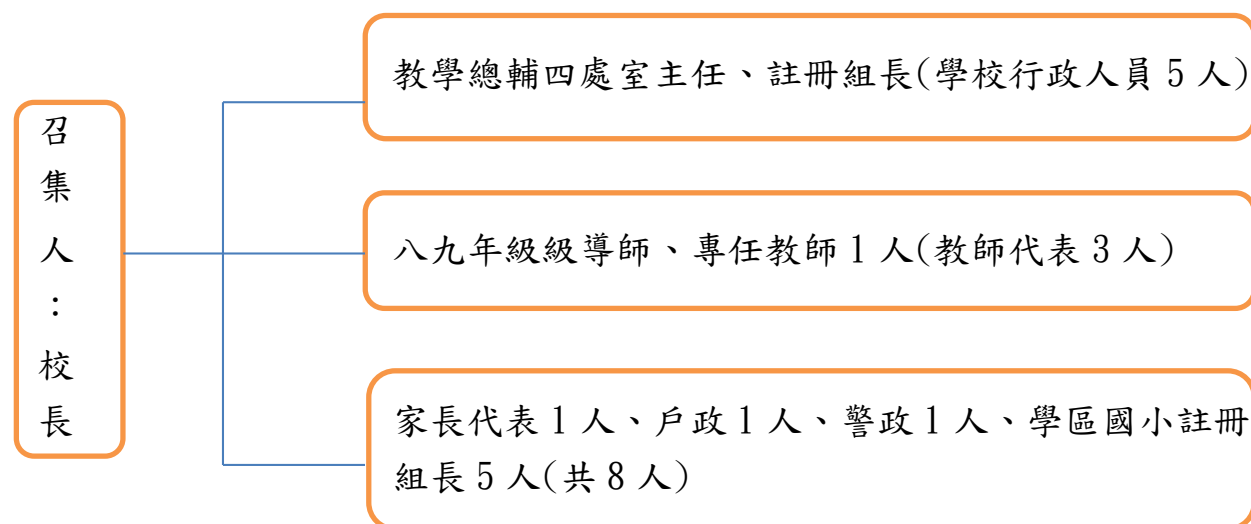 召集人：校長
教學總輔四處室主任、註冊組長(學校行政人員5人)
八九年級級導師、專任教師1人(教師代表3人)
家長代表1人、戶政1人、警政1人、學區國小註冊
組長5人(共8人)